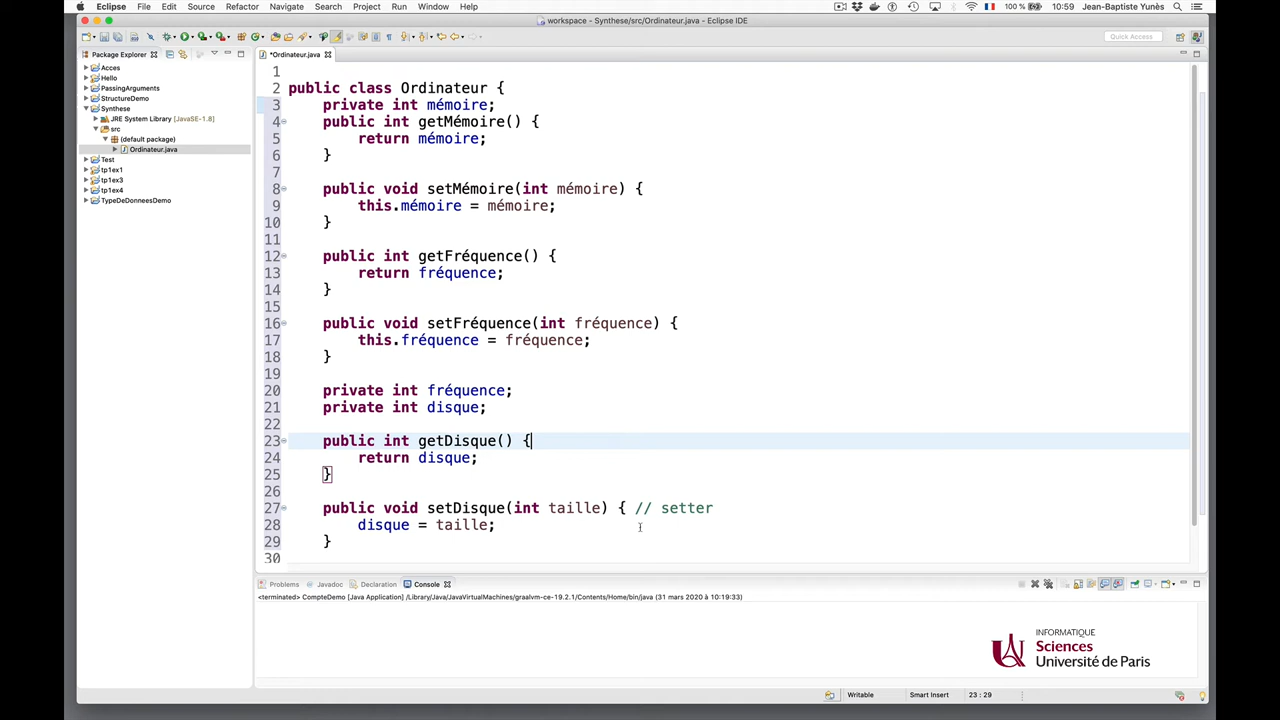 Eclipse File Edit Source Refactor Navigate Search Project Run Window Help 100 % 10:59 Jean-Baptiste Yunès
workspace - Synthese/src/Ordinateur.java - Eclipse IDE
Quick Access
Package Explorer
*Ordinateur.java
Acces
Hello
PassingArguments
StructureDemo
Synthese
JRE System Library [JavaSE-1.8]
src
(default package)
Ordinateur.java
Test
tp1ex1
tp1ex3
tp1ex4
TypeDeDonneesDemo
1
2 public class Ordinateur {
3 private int mémoire;
4 public int getMémoire() {
5 return mémoire;
6 }
7
8 public void setMémoire(int mémoire) {
9 this.mémoire = mémoire;
10 }
11
12 public int getFréquence() {
13 return fréquence;
14 }
15
16 public void setFréquence(int fréquence) {
17 this.fréquence = fréquence;
18 }
19
20 private int fréquence;
21 private int disque;
22
23 public int getDisque() {
24 return disque;
25 }
26
27 public void setDisque(int taille) { // setter
28 disque = taille;
29 }
30
Problems Javadoc Declaration Console
<terminated> CompteDemo [Java Application] /Library/Java/JavaVirtualMachines/graalvm-ce-19.2.1/Contents/Home/bin/java (31 mars 2020 à 10:19:33)
INFORMATIQUE
Sciences
Université de Paris
Writable Smart Insert 23 : 29